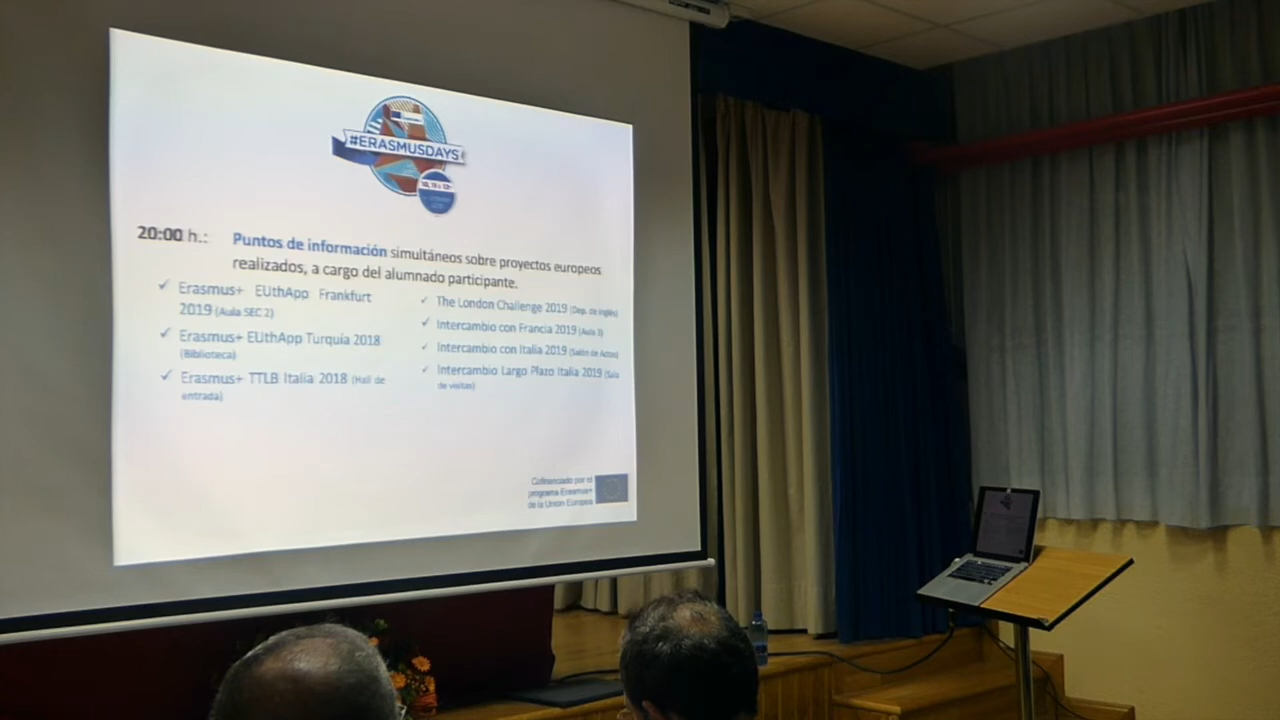 #ERASMUSDAYS
20:00 h.: Puntos de información simultáneos sobre proyectos europeos
realizados, a cargo del alumnado participante.
✓ Erasmus+ EUthApp Frankfurt
2019 (Aula SEC 2)
✓ Erasmus+ EUthApp Turquía 2018
(Biblioteca)
✓ Erasmus+ TTLB Italia 2018 (Hall de
entrada)
✓ The London Challenge 2019 (Dep. de Inglés)
✓ Intercambio con Francia 2019 (Aula 3)
✓ Intercambio con Italia 2019 (Salón de Actos)
✓ Intercambio Largo Plazo Italia 2019 (Sala
de visitas)
Cofinanciado por el
programa Erasmus+
de la Unión Europea